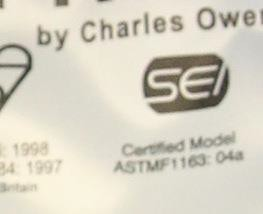 by Charles Owen
SEI
: 1998
84: 1997
Britain
Certified Model
ASTMF1163: 04a